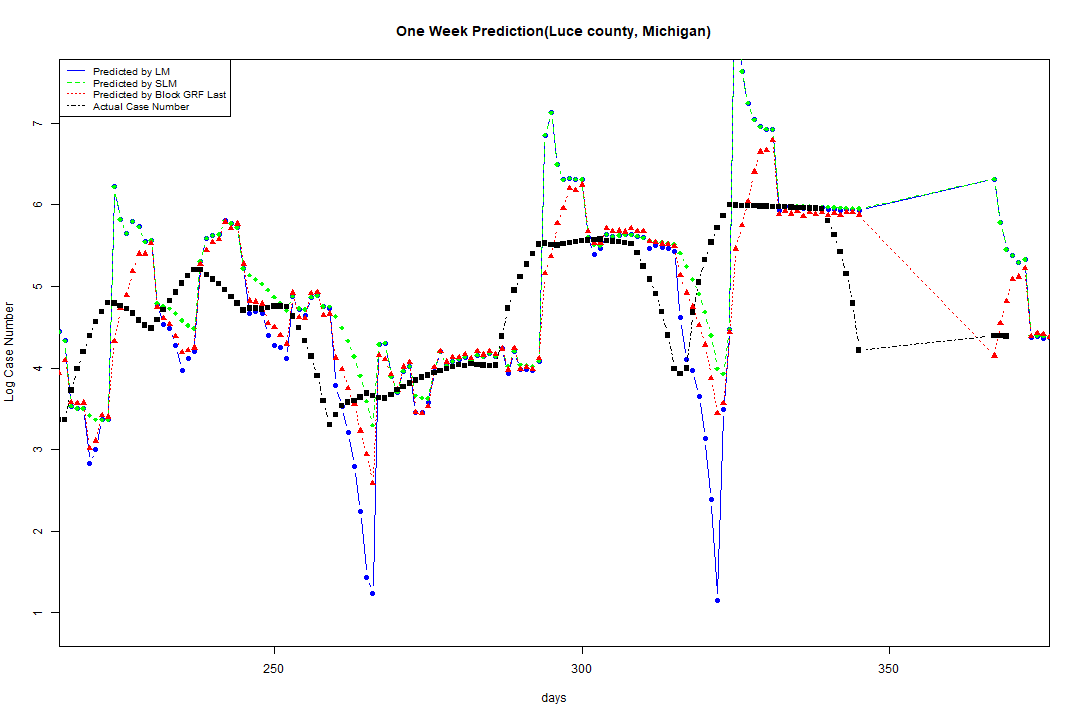 One Week Prediction(Luce county, Michigan)
Predicted by LM
Predicted by SLM
Predicted by Block GRF Last
Actual Case Number
Log Case Number
7
6
5
4
3
2
1
250
300
350
days